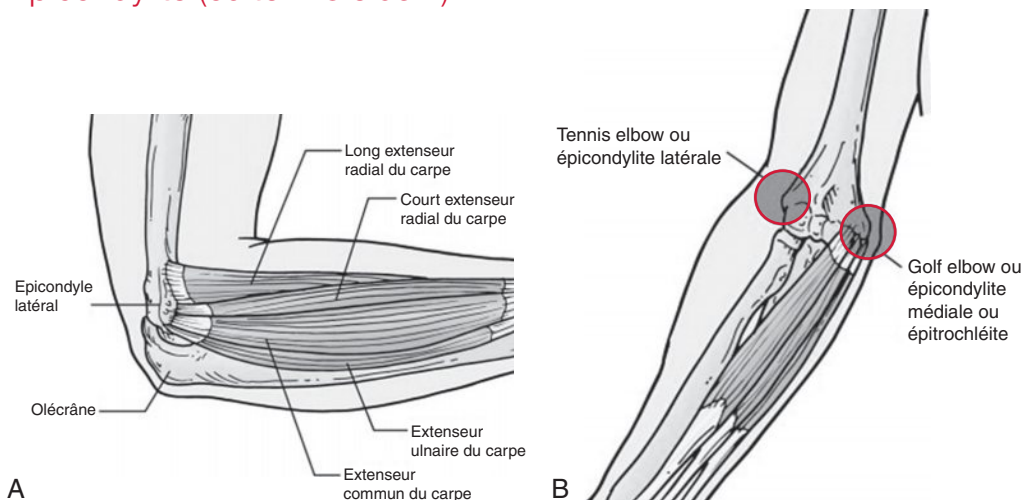 Long extenseur
radial du carpe
Court extenseur
radial du carpe
Epicondyle
latéral
Olécrâne
Extenseur
ulnaire du carpe
Extenseur
commun du carpe
A
Tennis elbow ou
épicondylite latérale
Golf elbow ou
épicondylite
médiale ou
épitrochléite
B